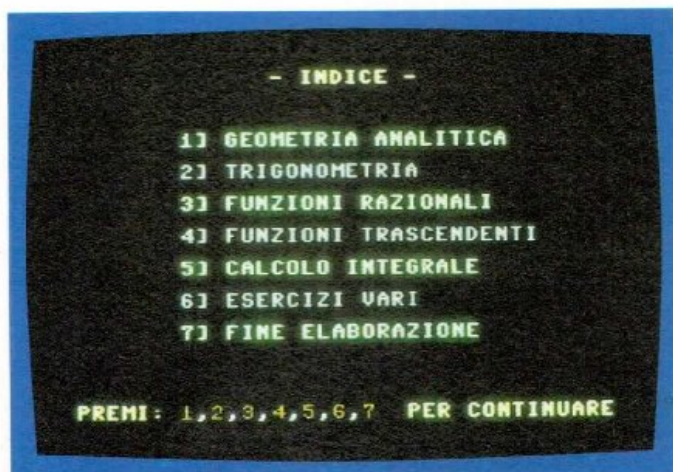 - INDICE -
1] GEOMETRIA ANALITICA
2] TRIGONOMETRIA
3] FUNZIONI RAZIONALI
4] FUNZIONI TRASCENDENTI
5] CALCOLO INTEGRALE
6] ESERCIZI VARI
7] FINE ELABORAZIONE
PREMI: 1,2,3,4,5,6,7 PER CONTINUARE